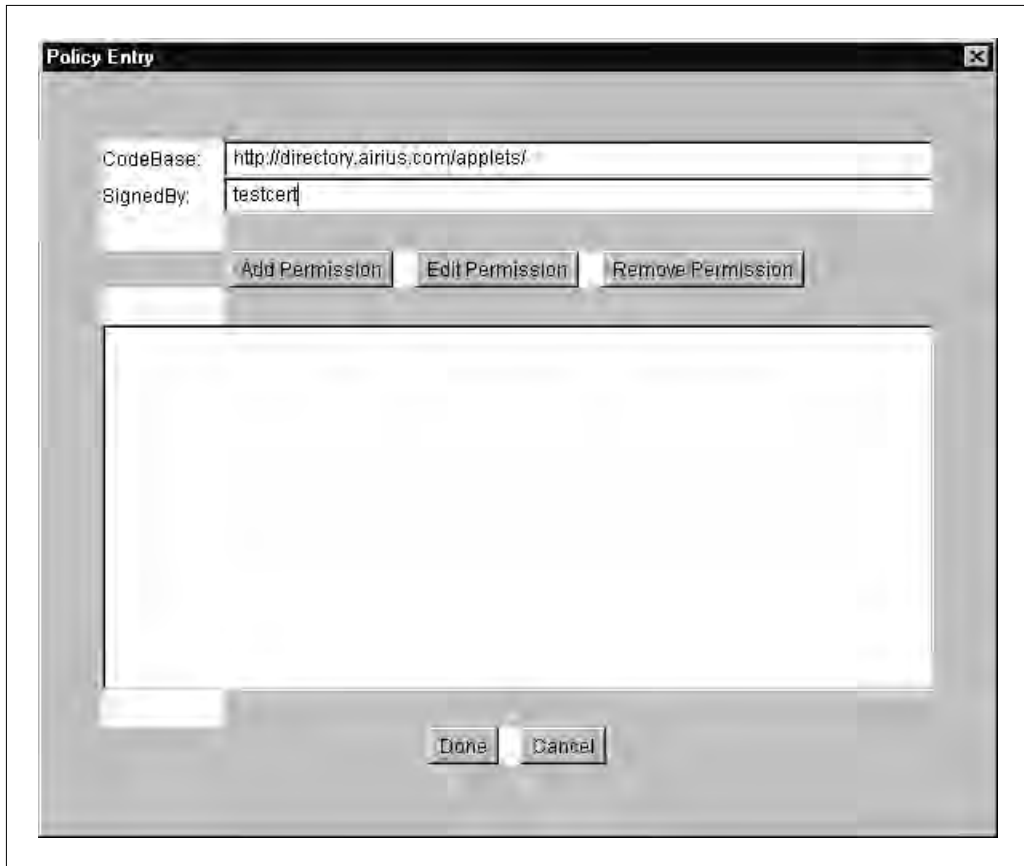 Policy Entry
CodeBase: http://directory.airius.com/applets/
SignedBy: testcert
Add Permission Edit Permission Remove Permission
Done Cancel